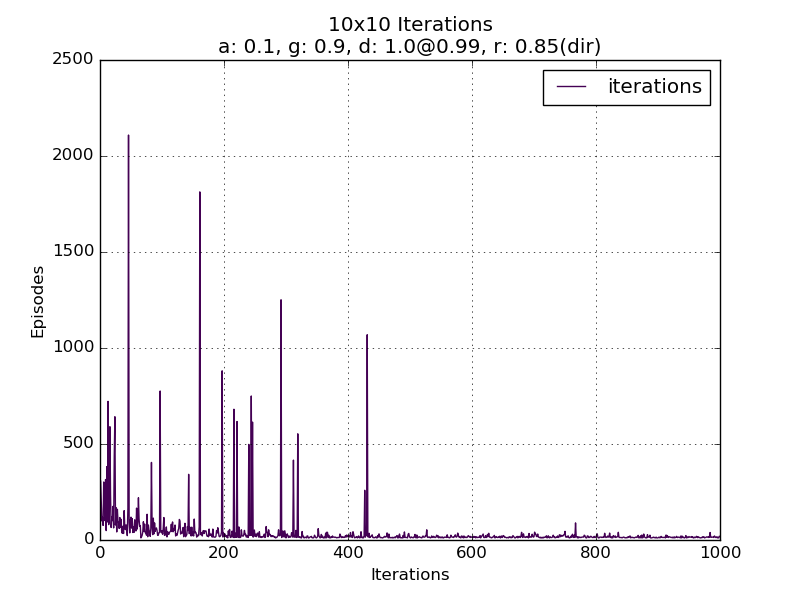 10x10 Iterations
a: 0.1, g: 0.9, d: 1.0@0.99, r: 0.85(dir)
iterations
2500
2000
1500
1000
500
0
Episodes
0 200 400 600 800 1000
Iterations